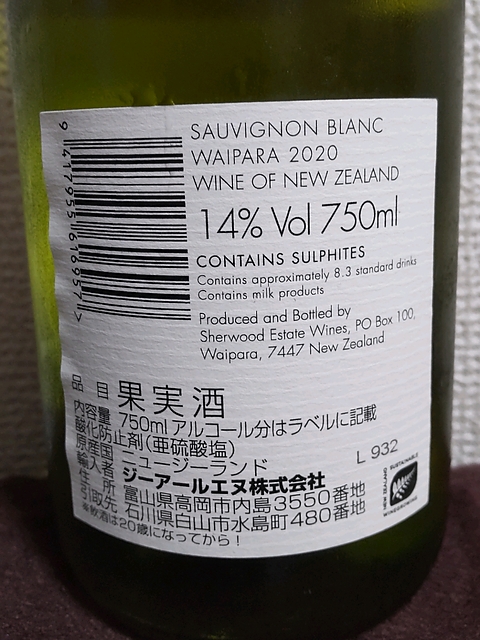 SAUVIGNON BLANC
WAIPARA 2020
WINE OF NEW ZEALAND
14% Vol 750ml
CONTAINS SULPHITES
Contains approximately 8.3 standard drinks
Contains milk products
Produced and Bottled by
Sherwood Estate Wines, PO Box 100,
Waipara, 7447 New Zealand
9 417955 616957 >
品目 果実酒
内容量 750ml アルコール分はラベルに記載
酸化防止剤(亜硫酸塩)
原産国 ニュージーランド
輸入者 ジーアールエヌ株式会社
住所 富山県高岡市内島3550番地
引取先 石川県白山市水島町480番地
※飲酒は20歳になってから!
L 932
SUSTAINABLE
NEW ZEALAND
WINEGROWING